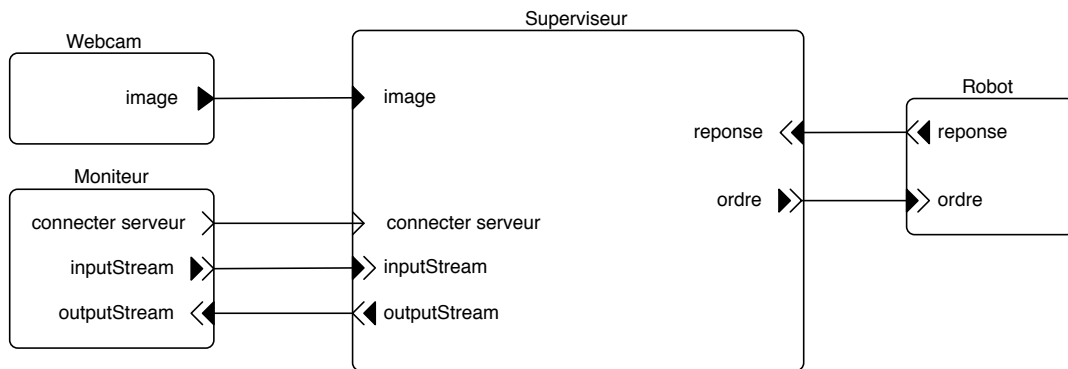 Superviseur
Webcam
image
image
Robot
reponse
reponse
Moniteur
ordre
ordre
connecter serveur
connecter serveur
inputStream
inputStream
outputStream
outputStream